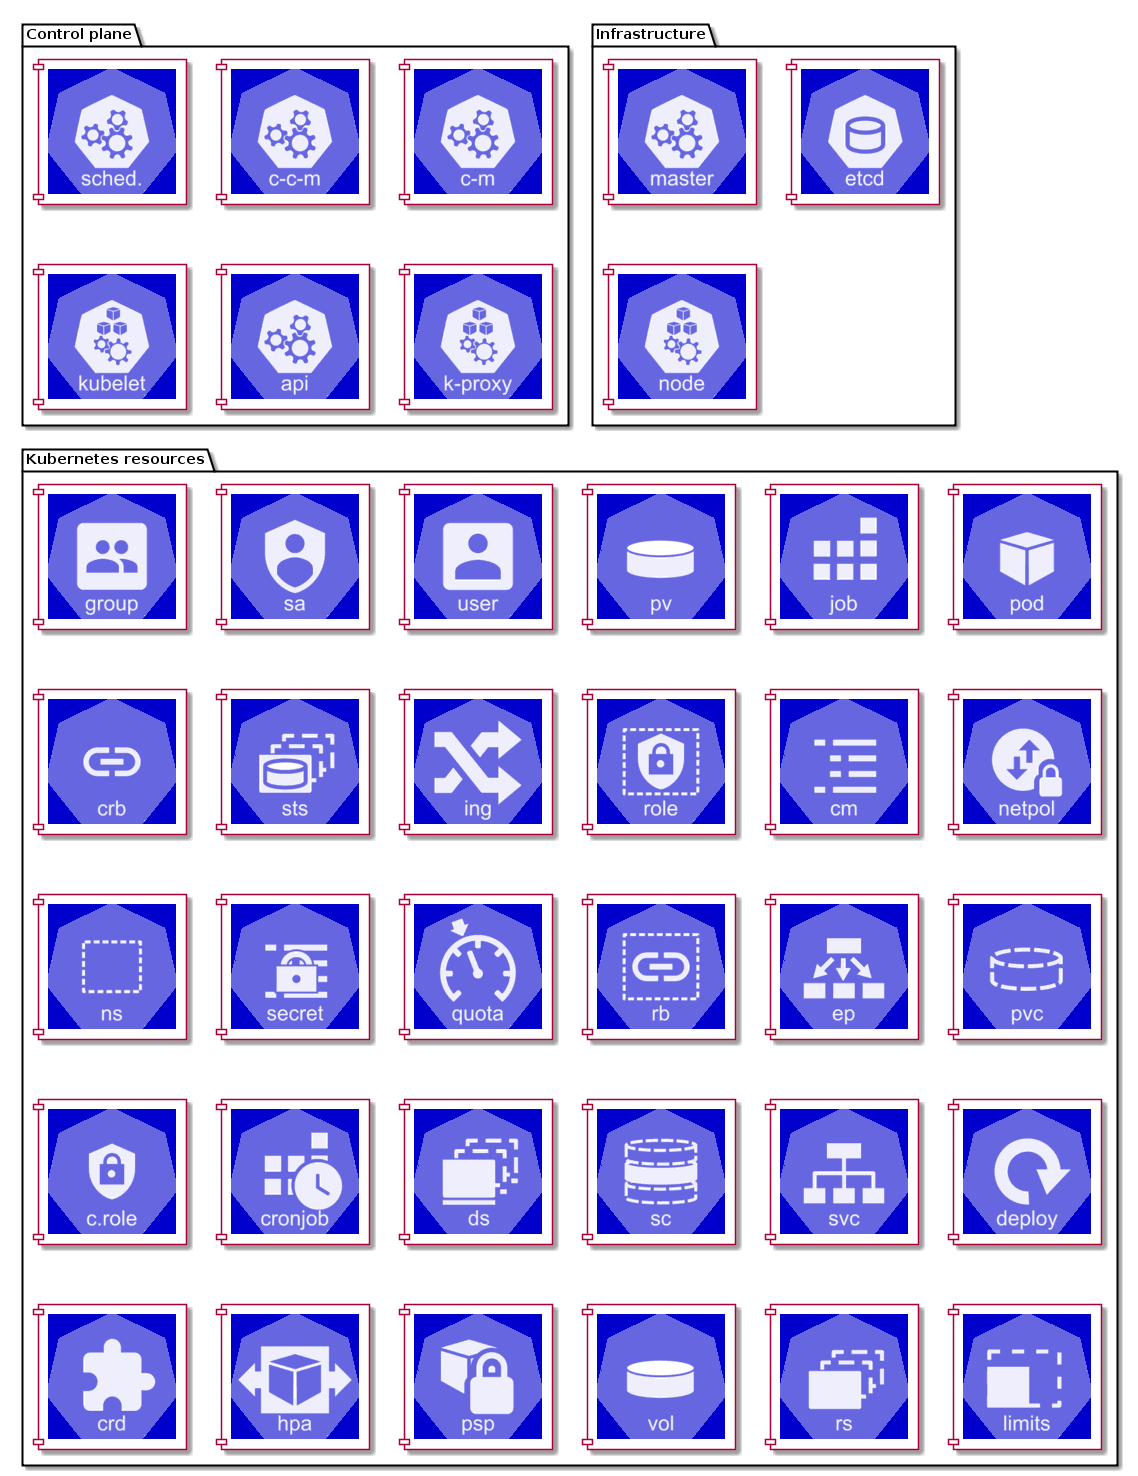 Control plane
sched.
c-c-m
c-m
kubelet
api
k-proxy
Infrastructure
master
etcd
node
Kubernetes resources
group
sa
user
pv
job
pod
crb
sts
ing
role
cm
netpol
ns
secret
quota
rb
ep
pvc
c.role
cronjob
ds
sc
svc
deploy
crd
hpa
psp
vol
rs
limits